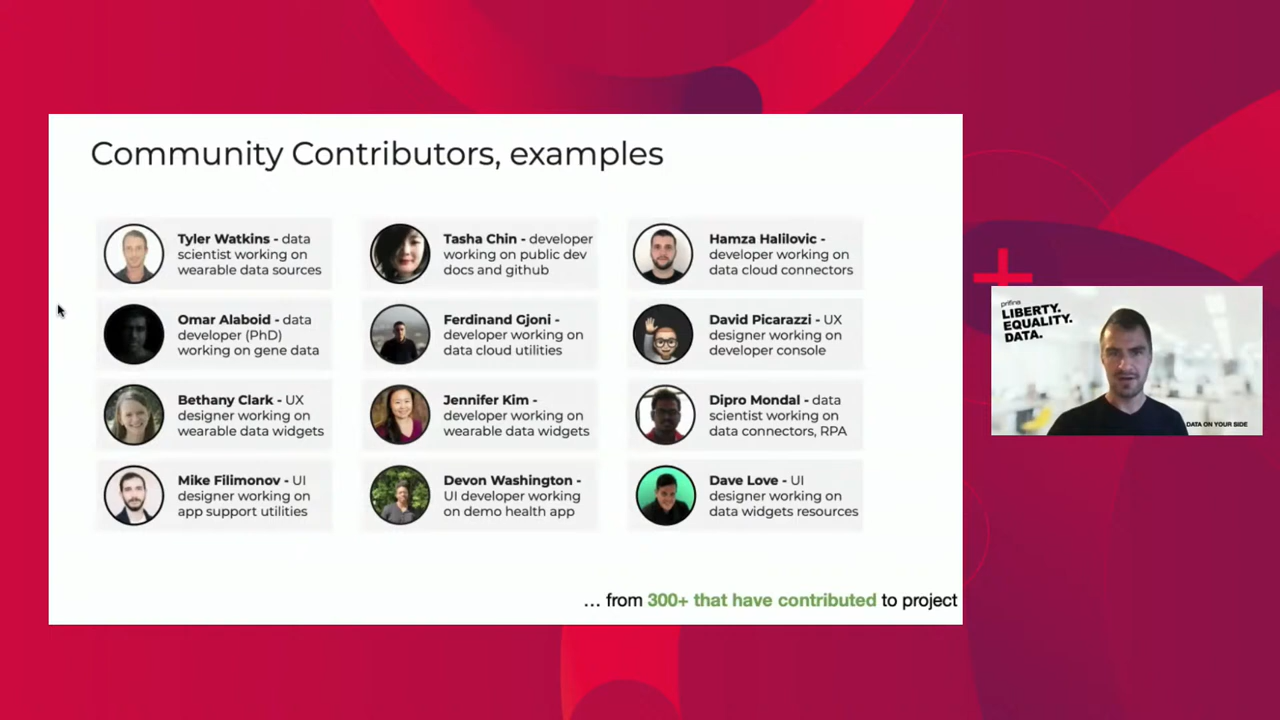 Community Contributors, examples
Tyler Watkins - data
scientist working on
wearable data sources
Tasha Chin - developer
working on public dev
docs and github
Hamza Halilovic -
developer working on
data cloud connectors
Omar Alaboid - data
developer (PhD)
working on gene data
Ferdinand Gjoni -
developer working on
data cloud utilities
David Picarazzi - UX
designer working on
developer console
Bethany Clark - UX
designer working on
wearable data widgets
Jennifer Kim -
developer working on
wearable data widgets
Dipro Mondal - data
scientist working on
data connectors, RPA
Mike Filimonov - UI
designer working on
app support utilities
Devon Washington -
UI developer working
on demo health app
Dave Love - UI
designer working on
data widgets resources
... from 300+ that have contributed to project
prifina
LIBERTY.
EQUALITY.
DATA.
DATA ON YOUR SIDE